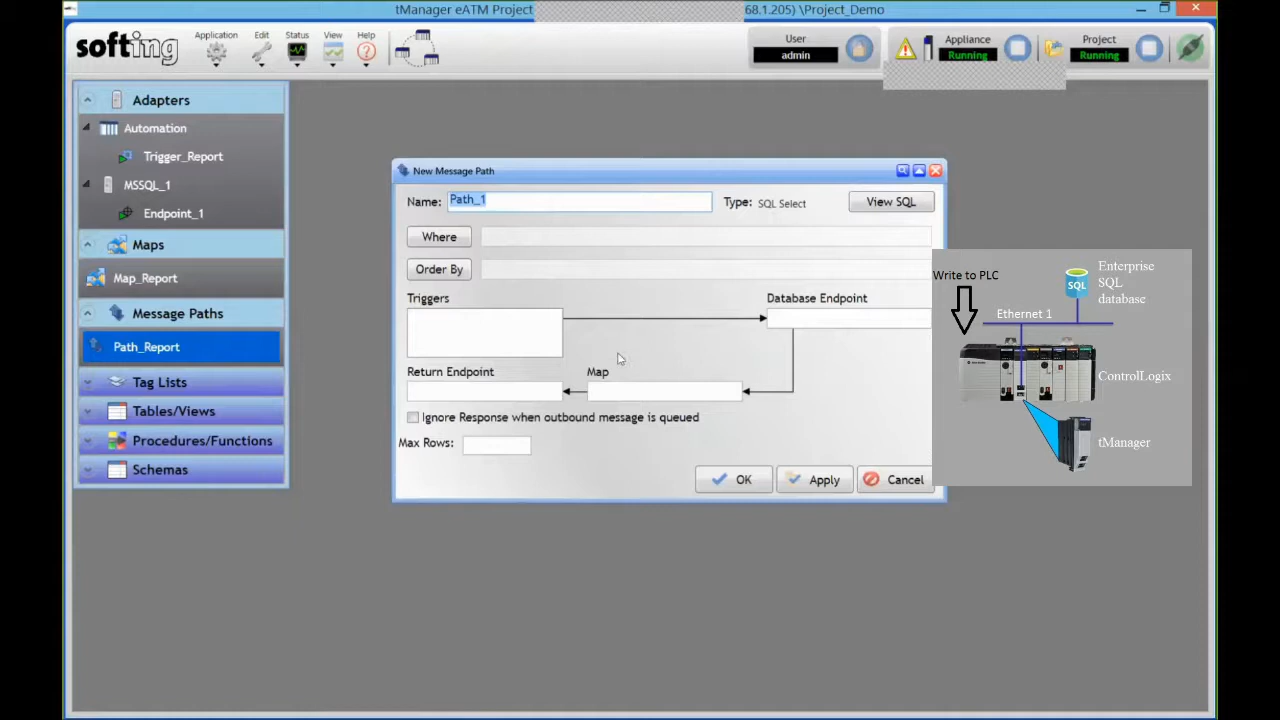 tManager eATM Project
68.1.205) \Project_Demo
softing
Application
Edit
Status
View
Help
User
admin
Appliance
Running
Project
Running
Adapters
Automation
Trigger_Report
MSSQL_1
Endpoint_1
Maps
Map_Report
Message Paths
Path_Report
Tag Lists
Tables/Views
Procedures/Functions
Schemas
New Message Path
Name: Path_1 Type: SQL Select View SQL
Where
Order By
Triggers
Database Endpoint
Return Endpoint
Map
Ignore Response when outbound message is queued
Max Rows:
OK Apply Cancel
Write to PLC
SQL
Enterprise
SQL
database
Ethernet 1
ControlLogix
tManager